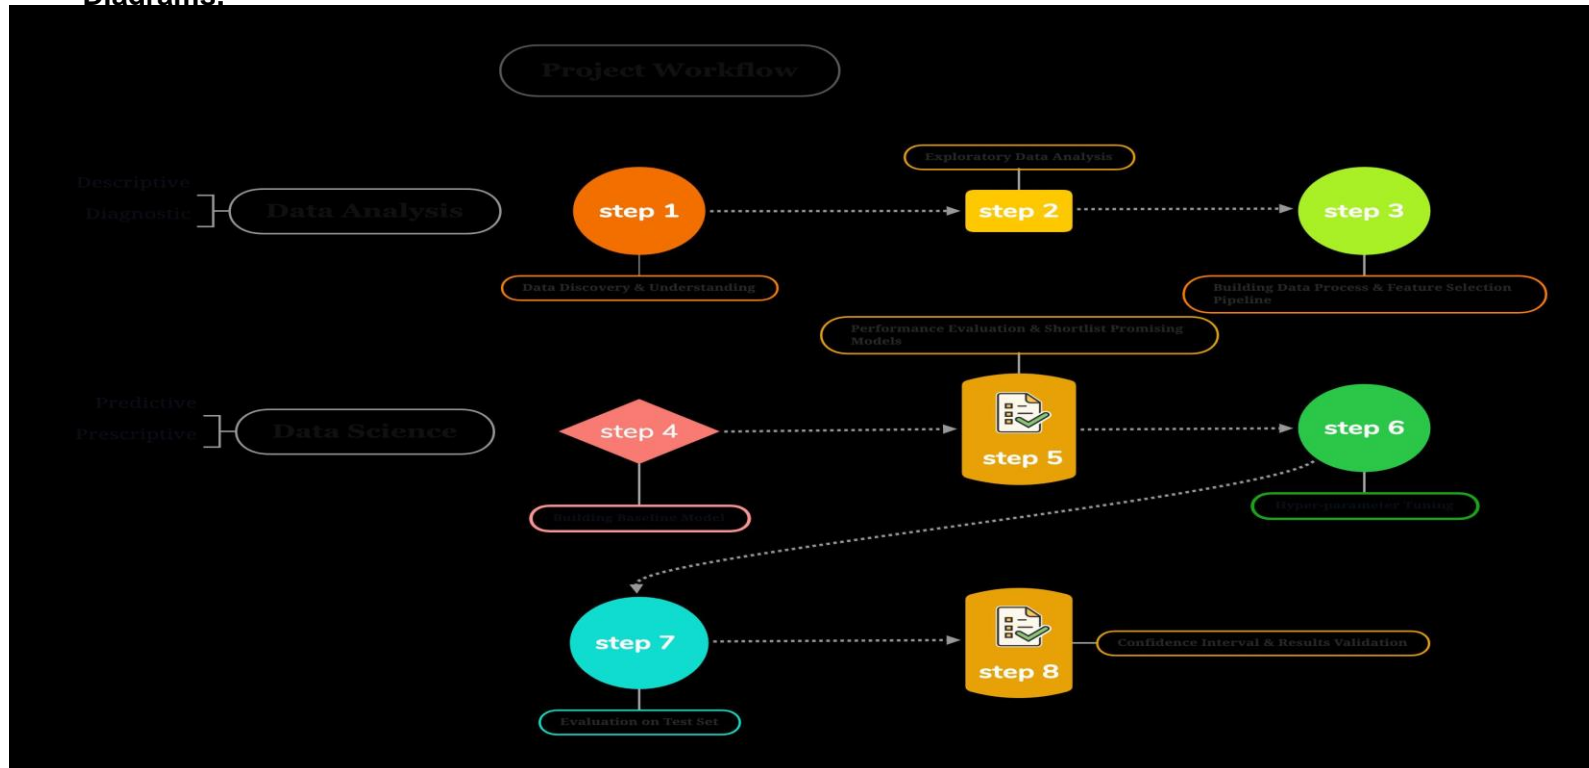 Diagrams:
Project Workflow
Exploratory Data Analysis
Descriptive
Diagnostic
Data Analysis
step 1
step 2
step 3
Data Discovery & Understanding
Building Data Process & Feature Selection
Pipeline
Performance Evaluation & Shortlist Promising
Models
Predictive
Prescriptive
Data Science
step 4
step 5
step 6
Building Baseline Model
Hyper-parameter Tuning
step 7
step 8
Confidence Interval & Results Validation
Evaluation on Test Set